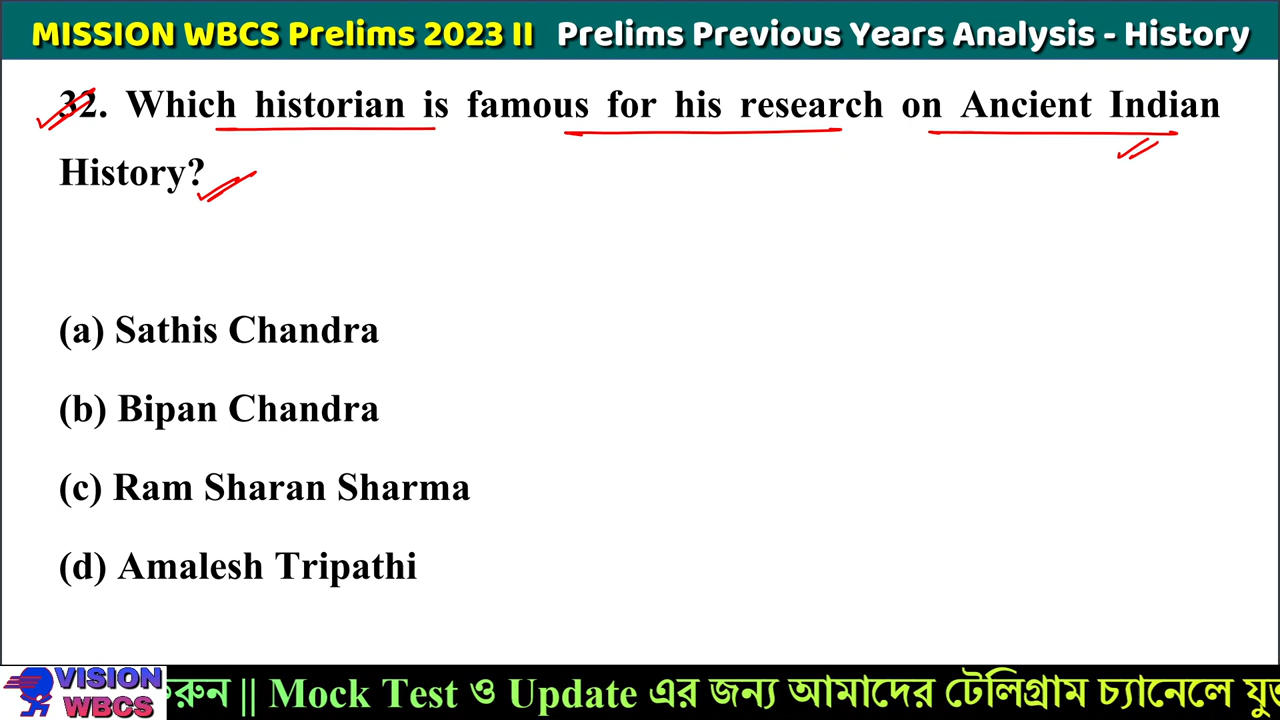 MISSION WBCS Prelims 2023 II Prelims Previous Years Analysis - History
32. Which historian is famous for his research on Ancient Indian
History?
(a) Sathis Chandra
(b) Bipan Chandra
(c) Ram Sharan Sharma
(d) Amalesh Tripathi
VISION
WBCS
|| Mock Test ও Update এর জন্য আমাদের টেলিগ্রাম চ্যানেলে